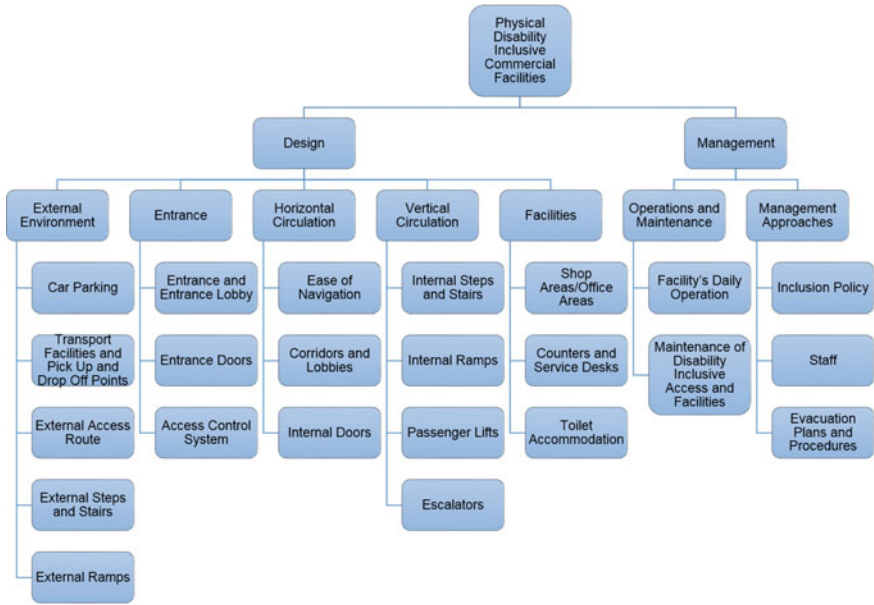 Physical
Disability
Inclusive
Commercial
Facilities
Design
Management
External
Environment
Entrance
Horizontal
Circulation
Vertical
Circulation
Facilities
Operations and
Maintenance
Management
Approaches
Car Parking
Transport
Facilities and
Pick Up and
Drop Off Points
External Access
Route
External Steps
and Stairs
External Ramps
Entrance and
Entrance Lobby
Entrance Doors
Access Control
System
Ease of
Navigation
Corridors and
Lobbies
Internal Doors
Internal Steps
and Stairs
Internal Ramps
Passenger Lifts
Escalators
Shop
Areas/Office
Areas
Counters and
Service Desks
Toilet
Accommodation
Facility's Daily
Operation
Maintenance of
Disability
Inclusive
Access and
Facilities
Inclusion Policy
Staff
Evacuation
Plans and
Procedures